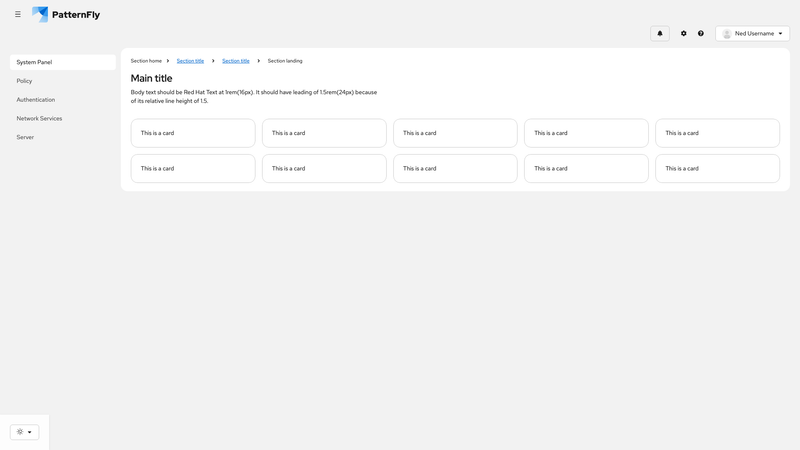 PatternFly
Ned Username
System Panel
Policy
Authentication
Network Services
Server
Section home Section title Section title Section landing
Main title
Body text should be Red Hat Text at 1rem(16px). It should have leading of 1.5rem(24px) because
of its relative line height of 1.5.
This is a card This is a card This is a card This is a card This is a card
This is a card This is a card This is a card This is a card This is a card